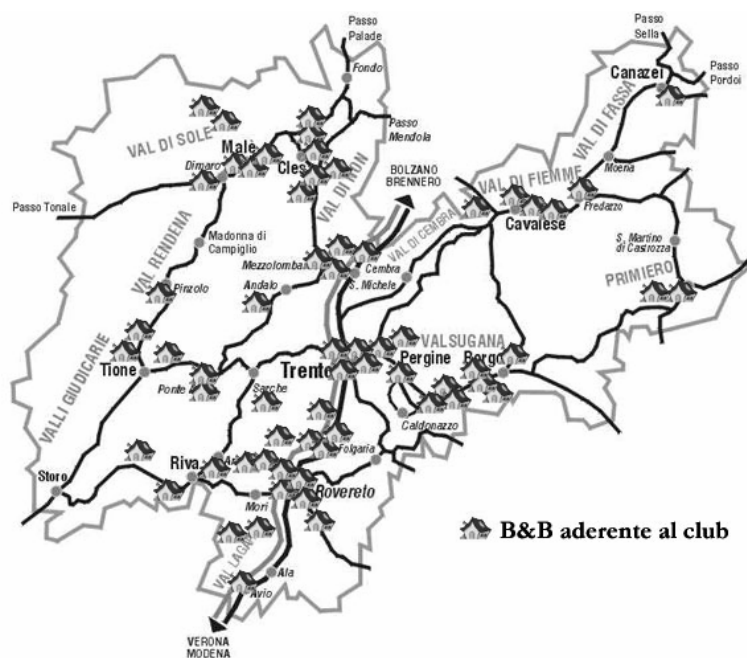 Passo
Palade
Fondo
Passo
Sella
Passo
Pordoi
Canazei
VAL DI FASSA
VAL DI SOLE
Malè
Cles
Passo
Mendola
Dimaro
VAL DI NON
BOLZANO
BRENNERO
VAL DI FIEMME
Moena
Predazzo
Cavalese
Passo Tonale
VAL RENDENA
Madonna di
Campiglio
VAL DI CEMBRA
S. Martino
di Castrozza
Mezzolomba
Cembra
S. Michele
Andalo
Pinzolo
PRIMIERO
VALSUGANA
Tione
VALLI GIUDICARIE
Ponte
Trento
Pergine
Borgo
Sarche
Caldonazzo
Folgaria
Storo
Riva
Mori
Rovereto
B&B aderente al club
VAL LAGA
Ala
Avio
VERONA
MODENA